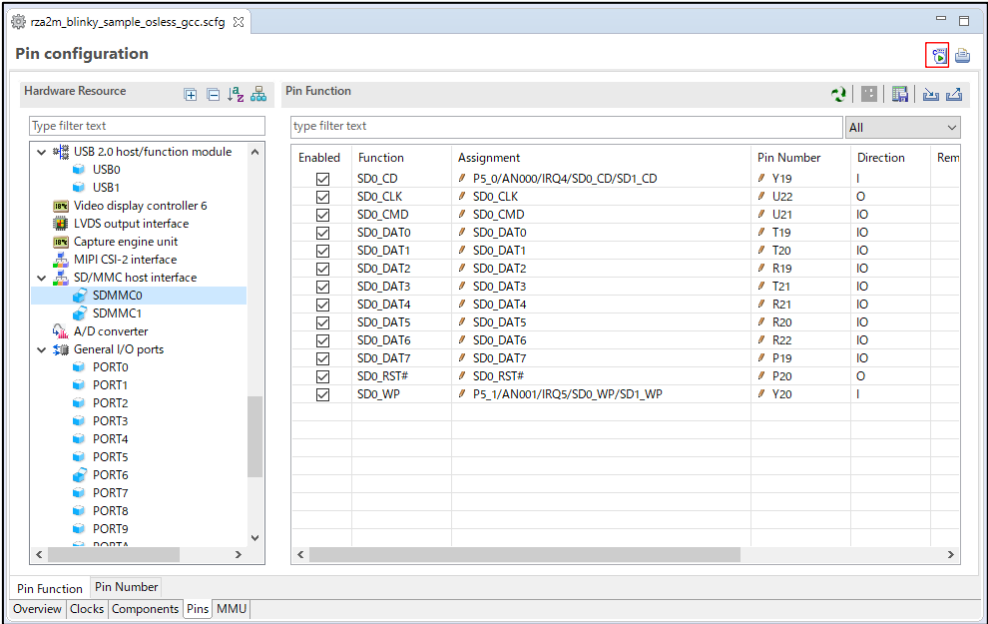 rza2m_blinky_sample_osless_gcc.scfg
Pin configuration
Hardware Resource
Type filter text
USB 2.0 host/function module
USB0
USB1
Video display controller 6
LVDS output interface
Capture engine unit
MIPI CSI-2 interface
SD/MMC host interface
SDMMC0
SDMMC1
A/D converter
General I/O ports
PORT0
PORT1
PORT2
PORT3
PORT4
PORT5
PORT6
PORT7
PORT8
PORT9
PORTA
Pin Function
type filter text All
Enabled Function Assignment Pin Number Direction Rem
SD0_CD P5_0/AN000/IRQ4/SD0_CD/SD1_CD Y19 I
SD0_CLK SD0_CLK U22 O
SD0_CMD SD0_CMD U21 IO
SD0_DAT0 SD0_DAT0 T19 IO
SD0_DAT1 SD0_DAT1 T20 IO
SD0_DAT2 SD0_DAT2 R19 IO
SD0_DAT3 SD0_DAT3 T21 IO
SD0_DAT4 SD0_DAT4 R21 IO
SD0_DAT5 SD0_DAT5 R20 IO
SD0_DAT6 SD0_DAT6 R22 IO
SD0_DAT7 SD0_DAT7 P19 IO
SD0_RST# SD0_RST# P20 O
SD0_WP P5_1/AN001/IRQ5/SD0_WP/SD1_WP Y20 I
Pin Function Pin Number
Overview Clocks Components Pins MMU